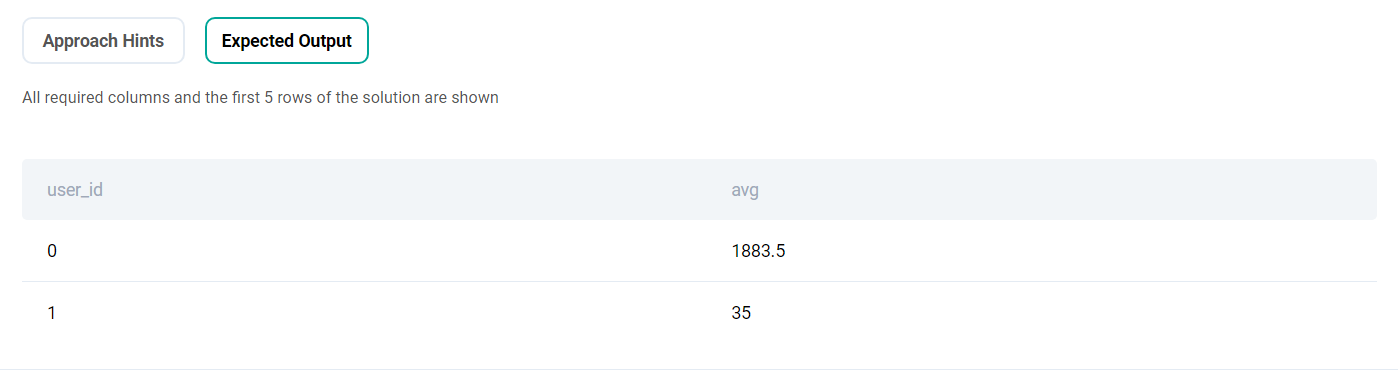 Approach Hints Expected Output
All required columns and the first 5 rows of the solution are shown
user_id avg
0 1883.5
1 35